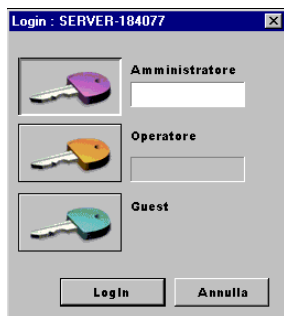 Login : SERVER-184077
Amministratore
Operatore
Guest
Login
Annulla